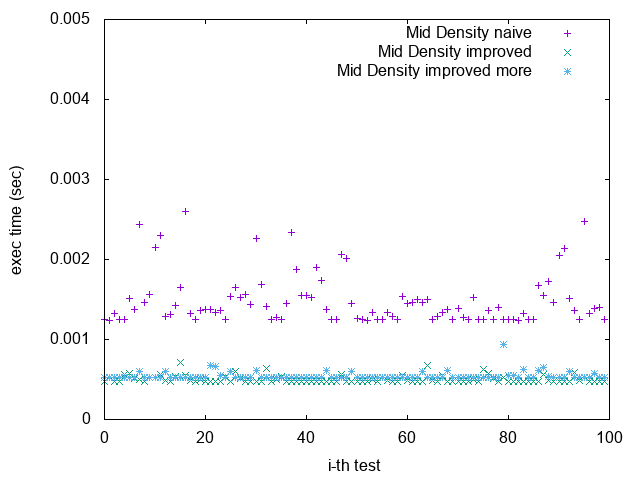 0.005
0.004
0.003
0.002
0.001
0
exec time (sec)
Mid Density naive
Mid Density improved
Mid Density improved more
0 20 40 60 80 100
i-th test